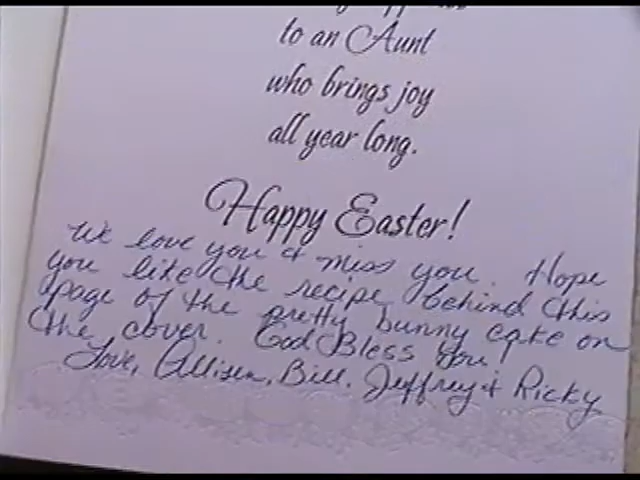 to an Aunt
who brings joy
all year long.
Happy Easter!
We love you & miss you. Hope
you like the recipe behind this
page of the pretty bunny cake on
the cover. God Bless You
Love, Allison, Bill, Jeffrey & Ricky